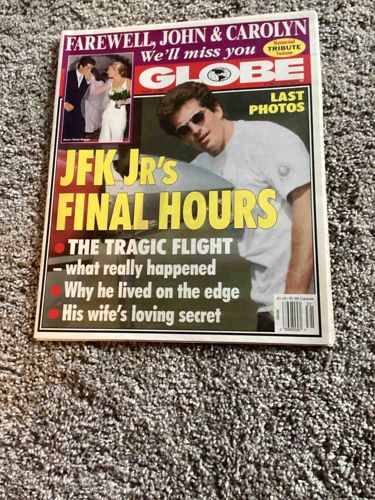 FAREWELL, JOHN & CAROLYN
We'll miss you
Special
TRIBUTE
Issue
GLOBE
LAST
PHOTOS
JFK JR's
FINAL HOURS
• THE TRAGIC FLIGHT
– what really happened
• Why he lived on the edge
• His wife's loving secret